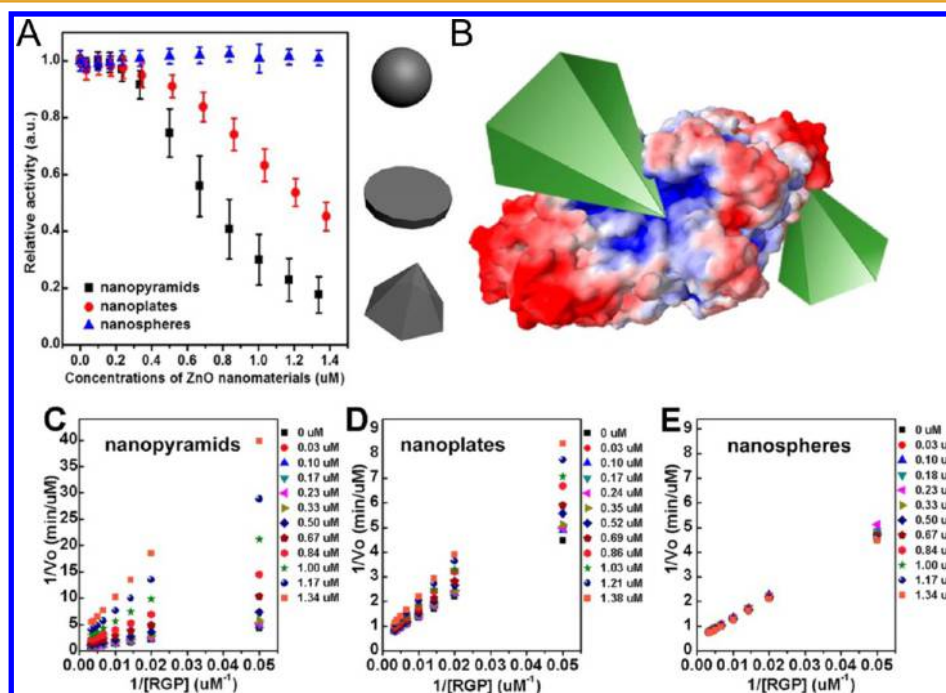 A
B
Relative activity (a.u.)
1.0
0.8
0.6
0.4
0.2
0.0
nanopyramids
nanoplates
nanospheres
0.0 0.2 0.4 0.6 0.8 1.0 1.2 1.4
Concentrations of ZnO nanomaterials (uM)
C
nanopyramids
1/Vo (min/uM)
40
35
30
25
20
15
10
5
0
0.00 0.01 0.02 0.03 0.04 0.05
1/[RGP] (uM⁻¹)
0 uM
0.03 uM
0.10 uM
0.17 uM
0.23 uM
0.33 uM
0.50 uM
0.67 uM
0.84 uM
1.00 uM
1.17 uM
1.34 uM
D
nanoplates
1/Vo (min/uM)
9
8
7
6
5
4
3
2
1
0
0.00 0.01 0.02 0.03 0.04 0.05
1/[RGP] (uM⁻¹)
0 uM
0.03 uM
0.10 uM
0.17 uM
0.24 uM
0.35 uM
0.52 uM
0.69 uM
0.86 uM
1.03 uM
1.21 uM
1.38 uM
E
nanospheres
1/Vo (min/uM)
9
8
7
6
5
4
3
2
1
0
0.00 0.01 0.02 0.03 0.04 0.05
1/[RGP] (uM⁻¹)
0 uM
0.03 u
0.10 u
0.18 u
0.23 u
0.33 u
0.50 u
0.67 u
0.84 u
1.00 u
1.17 u
1.34 u